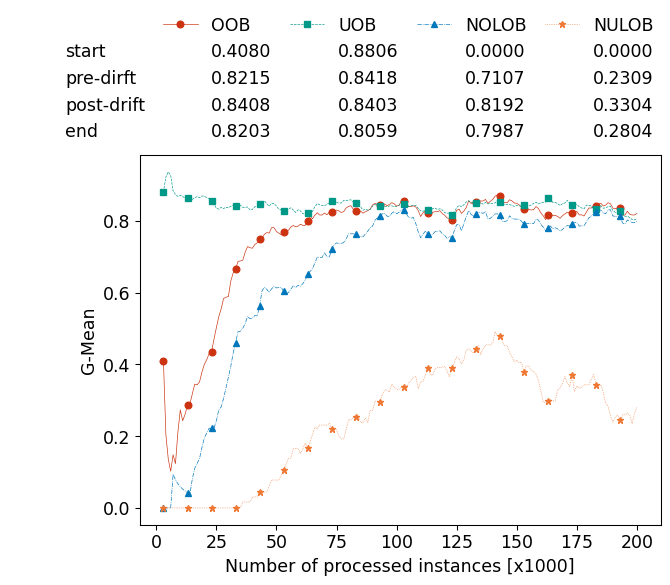 OOB UOB NOLOB NULOB
start 0.4080 0.8806 0.0000 0.0000
pre-dirft 0.8215 0.8418 0.7107 0.2309
post-drift 0.8408 0.8403 0.8192 0.3304
end 0.8203 0.8059 0.7987 0.2804
0.8
0.6
0.4
0.2
0.0
G-Mean
0 25 50 75 100 125 150 175 200
Number of processed instances [x1000]